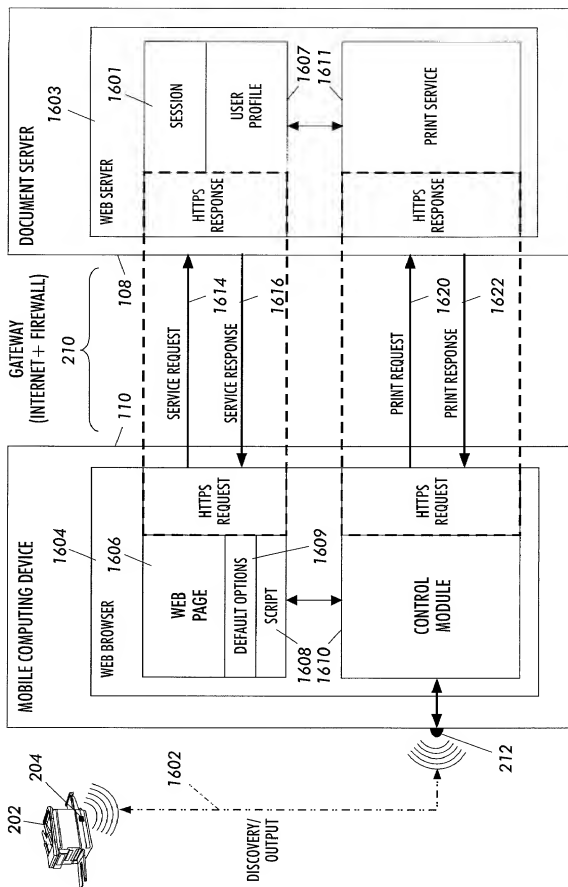 202
204
1602
DISCOVERY/
OUTPUT
212
MOBILE COMPUTING DEVICE
110
1604
WEB BROWSER
1606
WEB
PAGE
DEFAULT OPTIONS
1609
SCRIPT
1608
HTTPS
REQUEST
1610
CONTROL
MODULE
HTTPS
REQUEST
GATEWAY
(INTERNET+ FIREWALL)
210
SERVICE REQUEST
1614
SERVICE RESPONSE
1616
PRINT REQUEST
1620
PRINT RESPONSE
1622
DOCUMENT SERVER
108
1603
WEB SERVER
1601
SESSION
USER
PROFILE
HTTPS
RESPONSE
1607
1611
PRINT SERVICE
HTTPS
RESPONSE